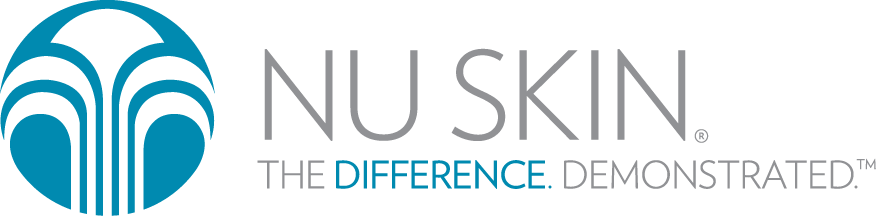 NU SKIN®
THE DIFFERENCE. DEMONSTRATED.™